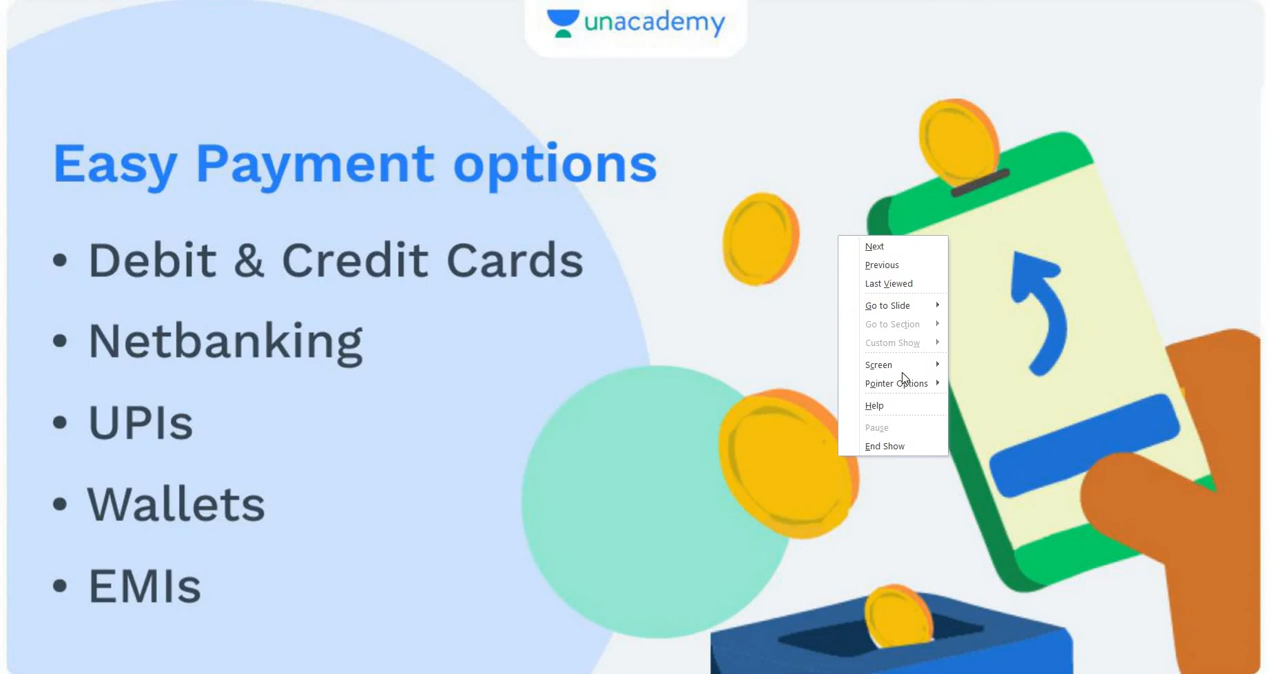 unacademy
Easy Payment options
• Debit & Credit Cards
• Netbanking
• UPIs
• Wallets
• EMIs
Next
Previous
Last Viewed
Go to Slide
Go to Section
Custom Show
Screen
Pointer Options
Help
Pause
End Show